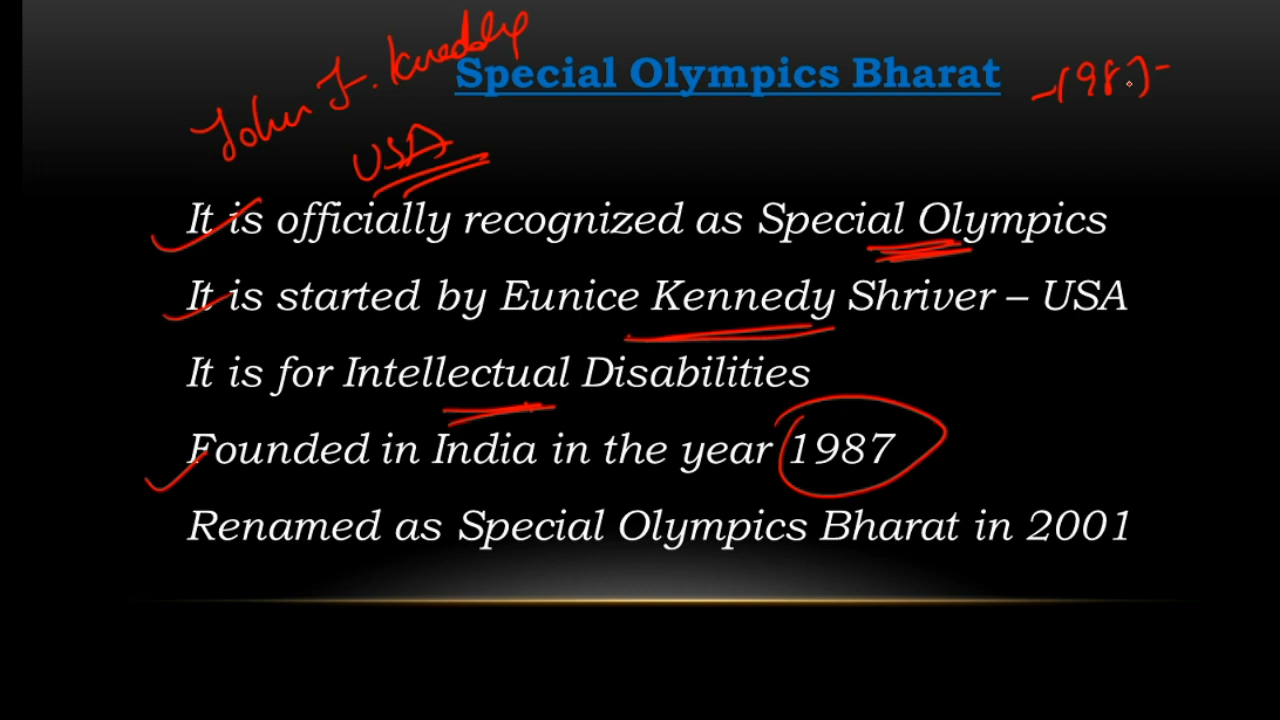 John F. Kneddy
Special Olympics Bharat
-1987-
USA
It is officially recognized as Special Olympics
It is started by Eunice Kennedy Shriver – USA
It is for Intellectual Disabilities
Founded in India in the year 1987
Renamed as Special Olympics Bharat in 2001